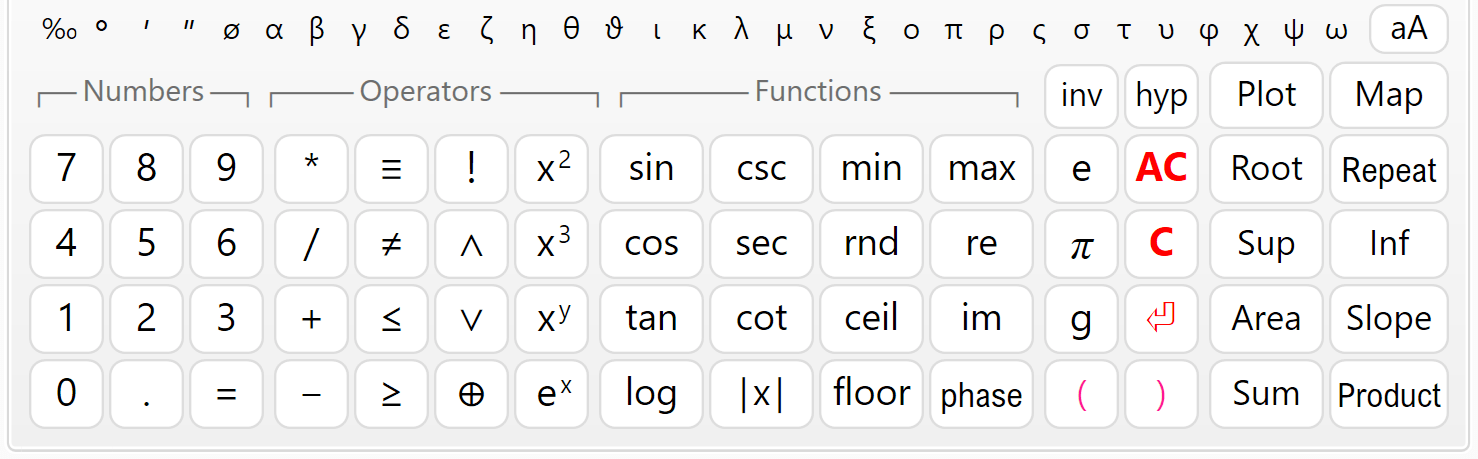 ‰ ° ′ ″ ø α β γ δ ε ζ η θ ϑ ι κ λ μ ν ξ ο π ρ ς σ τ υ φ χ ψ ω aA
Numbers Operators Functions inv hyp Plot Map
7 8 9 * ≡ ! x² sin csc min max e AC Root Repeat
4 5 6 / ≠ ∧ x³ cos sec rnd re π C Sup Inf
1 2 3 + ≤ ∨ xʸ tan cot ceil im g ⏎ Area Slope
0 . = − ≥ ⊕ eˣ log |x| floor phase ( ) Sum Product